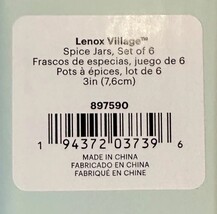 Lenox Village™
Spice Jars, Set of 6
Frascos de especias, juego de 6
Pots à épices, lot de 6
3in (7,6cm)
897590
1 94372 03739 6
MADE IN CHINA
FABRICADO EN CHINA
FABRIQUÉ EN CHINE